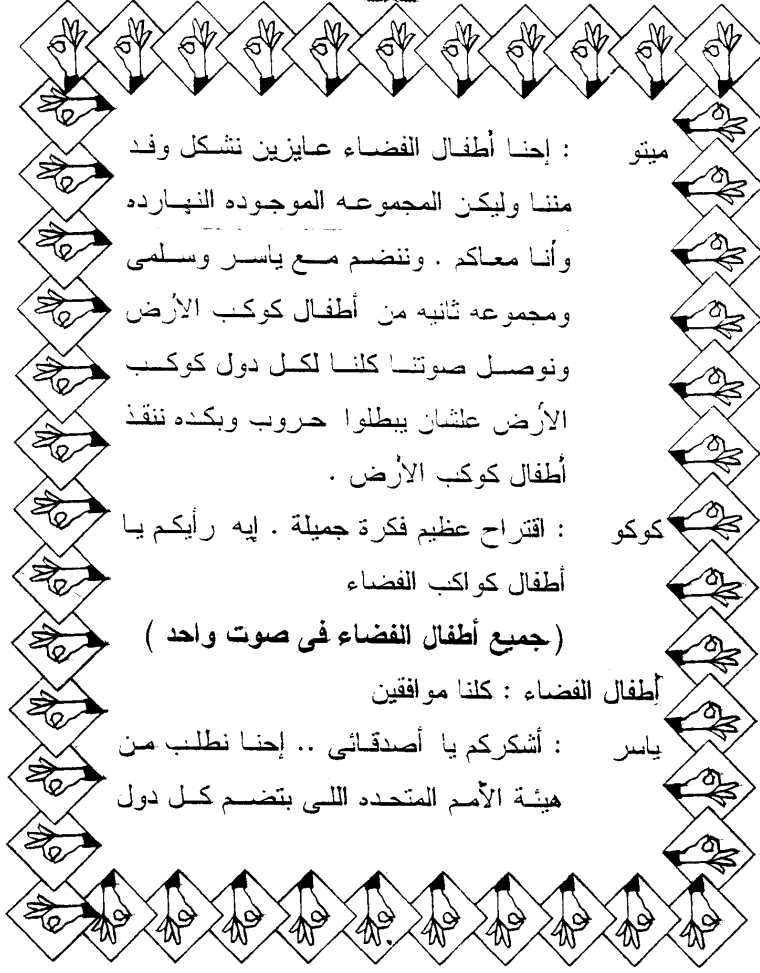 ميتو : إحنا أطفال الفضاء عايزين نشكل وفد
مننا وليكن المجموعه الموجوده النهارده
وأنا معاكم . وننضم مع ياسر وسلمى
ومجموعه ثانيه من أطفال كوكب الأرض
ونوصل صوتنا كلنا لكل دول كوكب
الأرض علشان يبطلوا حروب وبكده ننقذ
أطفال كوكب الأرض .
كوكو : اقتراح عظيم فكرة جميلة . إيه رأيكم يا
أطفال كواكب الفضاء
(جميع أطفال الفضاء فى صوت واحد )
أطفال الفضاء : كلنا موافقين
ياسر : أشكركم يا أصدقائى .. إحنا نطلب من
هيئة الأمم المتحده اللى بتضم كل دول